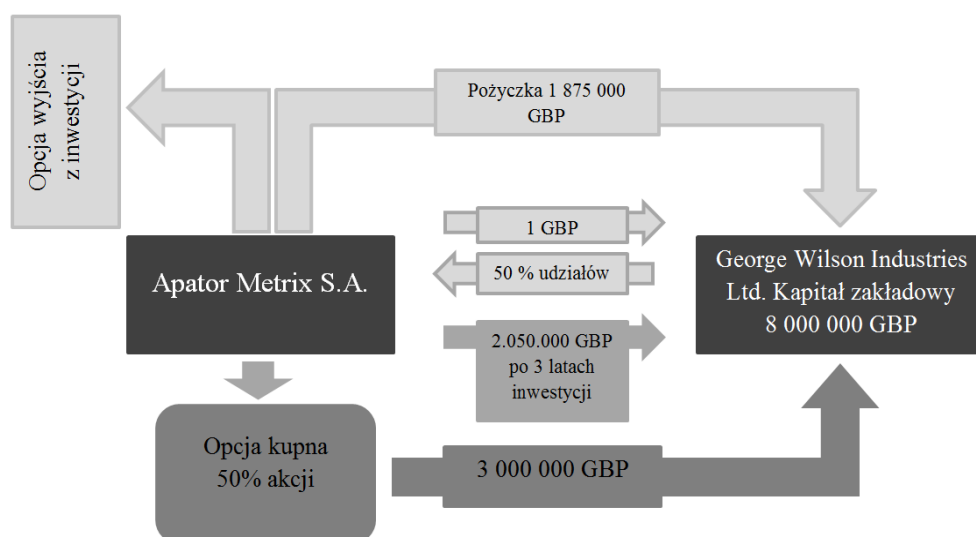 Opcja wyjścia
z inwestycji
Pożyczka 1 875 000
GBP
1 GBP
50 % udziałów
Apator Metrix S.A.
George Wilson Industries
Ltd. Kapitał zakładowy
8 000 000 GBP
2.050.000 GBP
po 3 latach
inwestycji
Opcja kupna
50% akcji
3 000 000 GBP